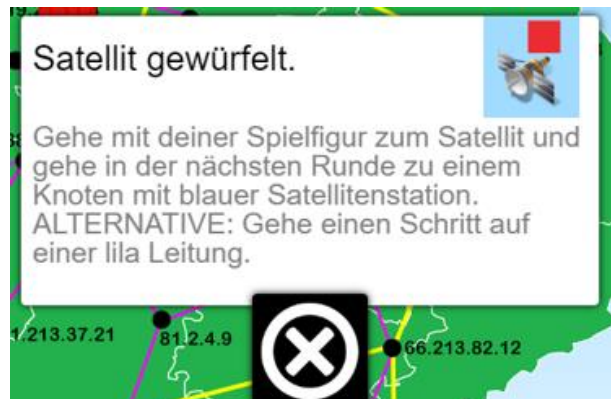 19.
Satellit gewürfelt.
Gehe mit deiner Spielfigur zum Satellit und
gehe in der nächsten Runde zu einem
Knoten mit blauer Satellitenstation.
ALTERNATIVE: Gehe einen Schritt auf
einer lila Leitung.
1.213.37.21
81.2.4.9
66.213.82.12